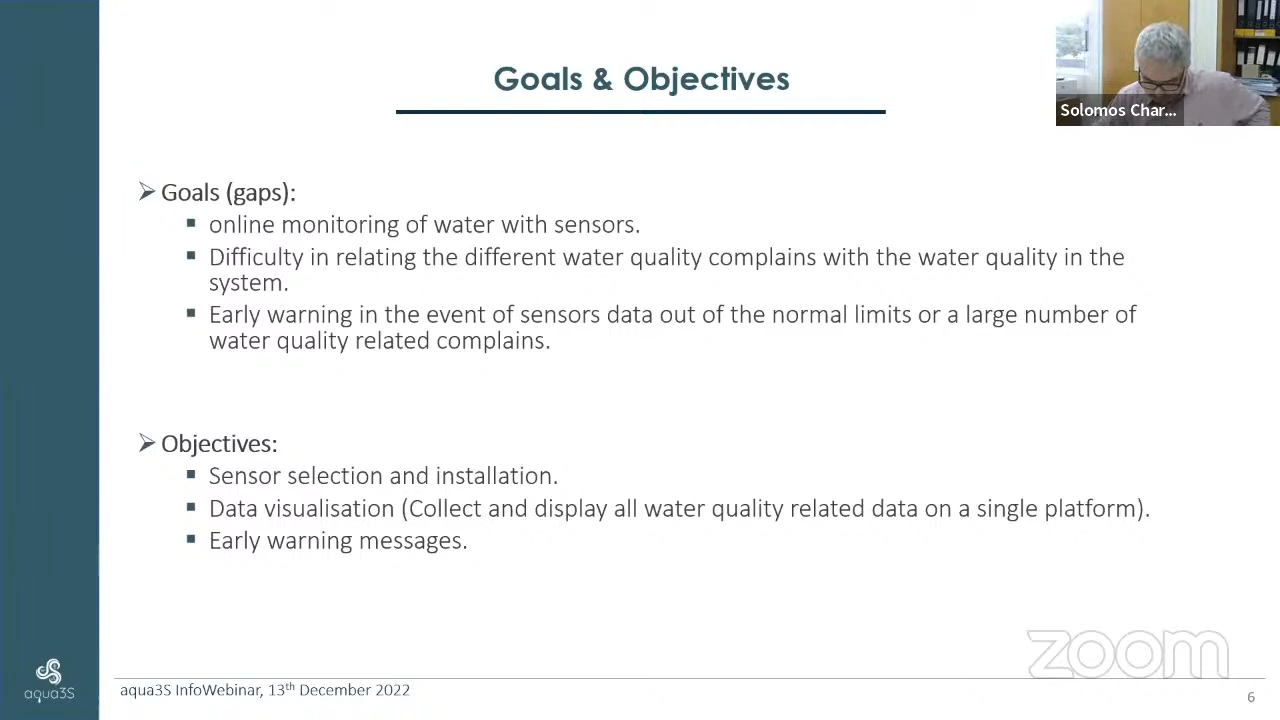 Goals & Objectives
Solomos Char...
Goals (gaps):
online monitoring of water with sensors.
Difficulty in relating the different water quality complains with the water quality in the
system.
Early warning in the event of sensors data out of the normal limits or a large number of
water quality related complains.
Objectives:
Sensor selection and installation.
Data visualisation (Collect and display all water quality related data on a single platform).
Early warning messages.
zoom
aqua3S
aqua3S InfoWebinar, 13th December 2022
6